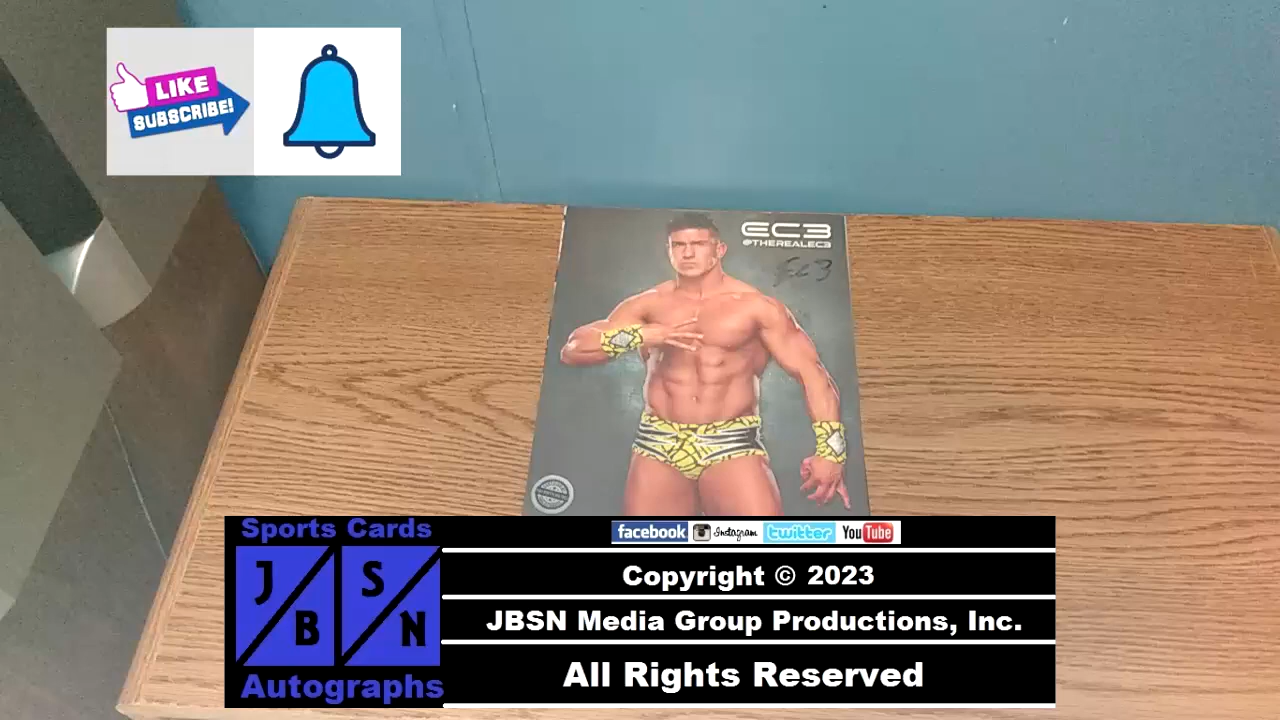 LIKE
SUBSCRIBE!
EC3
@THEREALEC3
EC3
Sports Cards
J
B
S
N
Autographs
facebook
Instagram
twitter
YouTube
Copyright © 2023
JBSN Media Group Productions, Inc.
All Rights Reserved